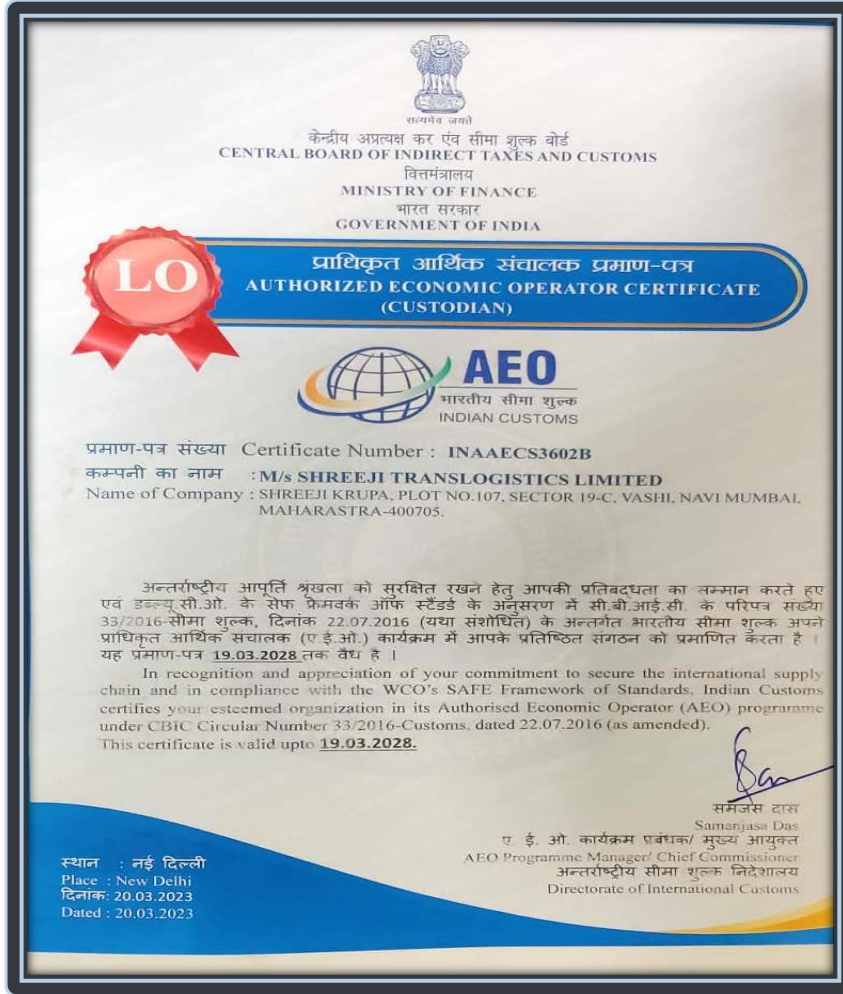 सत्यमेव जयते
केन्द्रीय अप्रत्यक्ष कर एंव सीमा शुल्क बोर्ड
CENTRAL BOARD OF INDIRECT TAXES AND CUSTOMS
वित्तमंत्रालय
MINISTRY OF FINANCE
भारत सरकार
GOVERNMENT OF INDIA
LO
प्राधिकृत आर्थिक संचालक प्रमाण-पत्र
AUTHORIZED ECONOMIC OPERATOR CERTIFICATE
(CUSTODIAN)
AEO
भारतीय सीमा शुल्क
INDIAN CUSTOMS
प्रमाण-पत्र संख्या Certificate Number : INAAECS3602B
कम्पनी का नाम : M/s SHREEJI TRANSLOGISTICS LIMITED
Name of Company : SHREEJI KRUPA, PLOT NO.107, SECTOR 19-C, VASHI, NAVI MUMBAI,
MAHARASTRA-400705.
अन्तर्राष्ट्रीय आपूर्ति श्रृंखला को सुरक्षित रखने हेतु आपकी प्रतिबद्धता का सम्मान करते हुए
एवं डब्ल्यू.सी.ओ. के सेफ फ्रेमवर्क ऑफ स्टैंडर्ड के अनुसरण में सी.बी.आई.सी. के परिपत्र संख्या
33/2016-सीमा शुल्क, दिनांक 22.07.2016 (यथा संशोधित) के अन्तर्गत भारतीय सीमा शुल्क अपने
प्राधिकृत आर्थिक संचालक (ए.ई.ओ.) कार्यक्रम में आपके प्रतिष्ठित संगठन को प्रमाणित करता है ।
यह प्रमाण-पत्र 19.03.2028 तक वैध है ।
In recognition and appreciation of your commitment to secure the international supply
chain and in compliance with the WCO's SAFE Framework of Standards, Indian Customs
certifies your esteemed organization in its Authorised Economic Operator (AEO) programme
under CBIC Circular Number 33/2016-Customs, dated 22.07.2016 (as amended).
This certificate is valid upto 19.03.2028.
समंजस दास
Samanjasa Das
ए. ई. ओ. कार्यक्रम प्रबंधक/ मुख्य आयुक्त
AEO Programme Manager/ Chief Commissioner
अन्तर्राष्ट्रीय सीमा शुल्क निदेशालय
Directorate of International Customs
स्थान : नई दिल्ली
Place : New Delhi
दिनांक: 20.03.2023
Dated : 20.03.2023